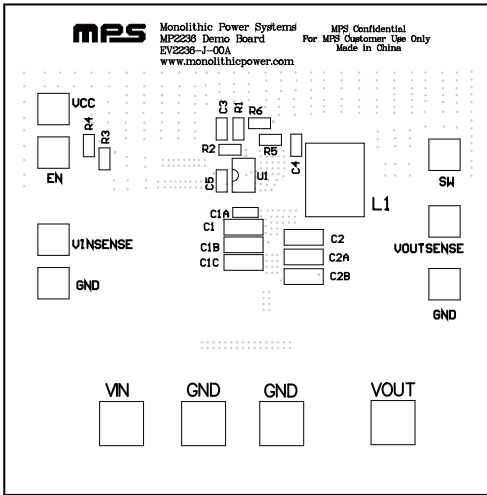 mPS
Monolithic Power Systems
MP2236 Demo Board
EV2236-J-00A
www.monolithicpower.com
MPS Confidential
For MPS Customer Use Only
Made in China
VCC
R4
R3
EN
C3
R1
R6
R2
R5
C4
U1
C5
L1
SW
C1A
C1
C1B
C1C
C2
C2A
C2B
VINSENSE
GND
VOUTSENSE
GND
VIN
GND
GND
VOUT